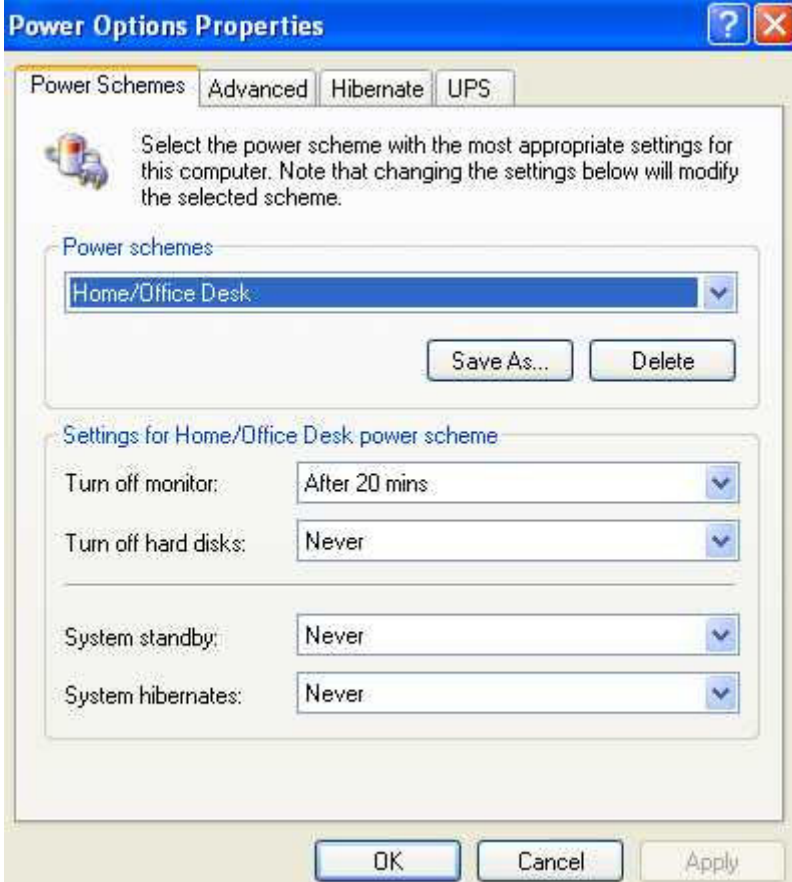 Power Options Properties
Power Schemes Advanced Hibernate UPS
Select the power scheme with the most appropriate settings for
this computer. Note that changing the settings below will modify
the selected scheme.
Power schemes
Home/Office Desk
Save As... Delete
Settings for Home/Office Desk power scheme
Turn off monitor: After 20 mins
Turn off hard disks: Never
System standby: Never
System hibernates: Never
OK Cancel Apply